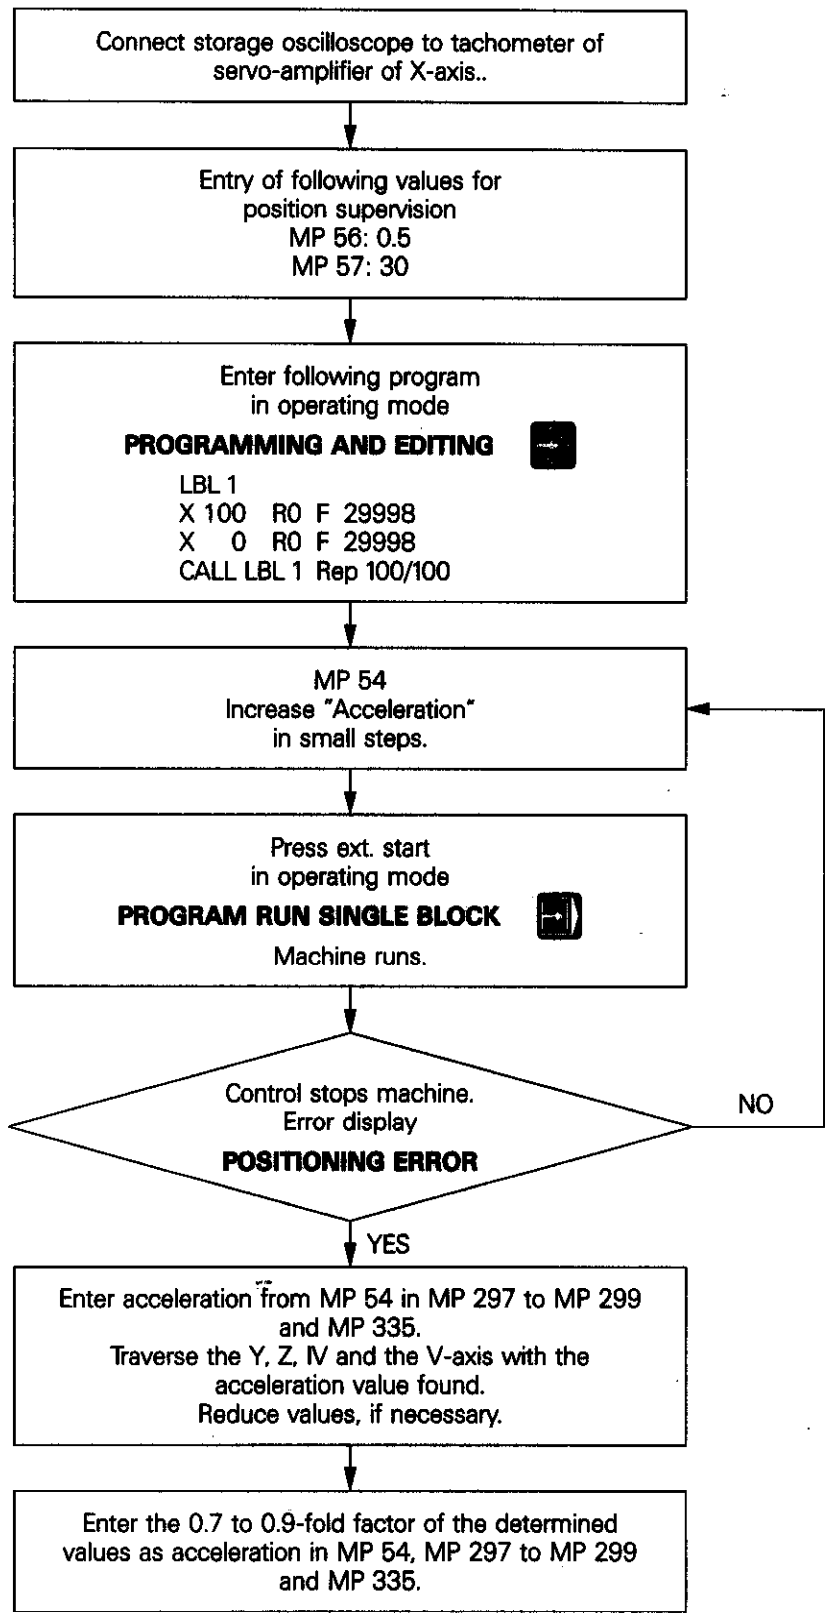 Connect storage oscilloscope to tachometer of
servo-amplifier of X-axis..
Entry of following values for
position supervision
MP 56: 0.5
MP 57: 30
Enter following program
in operating mode
PROGRAMMING AND EDITING
LBL 1
X 100 R0 F 29998
X 0 R0 F 29998
CALL LBL 1 Rep 100/100
MP 54
Increase "Acceleration"
in small steps.
Press ext. start
in operating mode
PROGRAM RUN SINGLE BLOCK
Machine runs.
Control stops machine.
Error display
POSITIONING ERROR
NO
YES
Enter acceleration from MP 54 in MP 297 to MP 299
and MP 335.
Traverse the Y, Z, IV and the V-axis with the
acceleration value found.
Reduce values, if necessary.
Enter the 0.7 to 0.9-fold factor of the determined
values as acceleration in MP 54, MP 297 to MP 299
and MP 335.